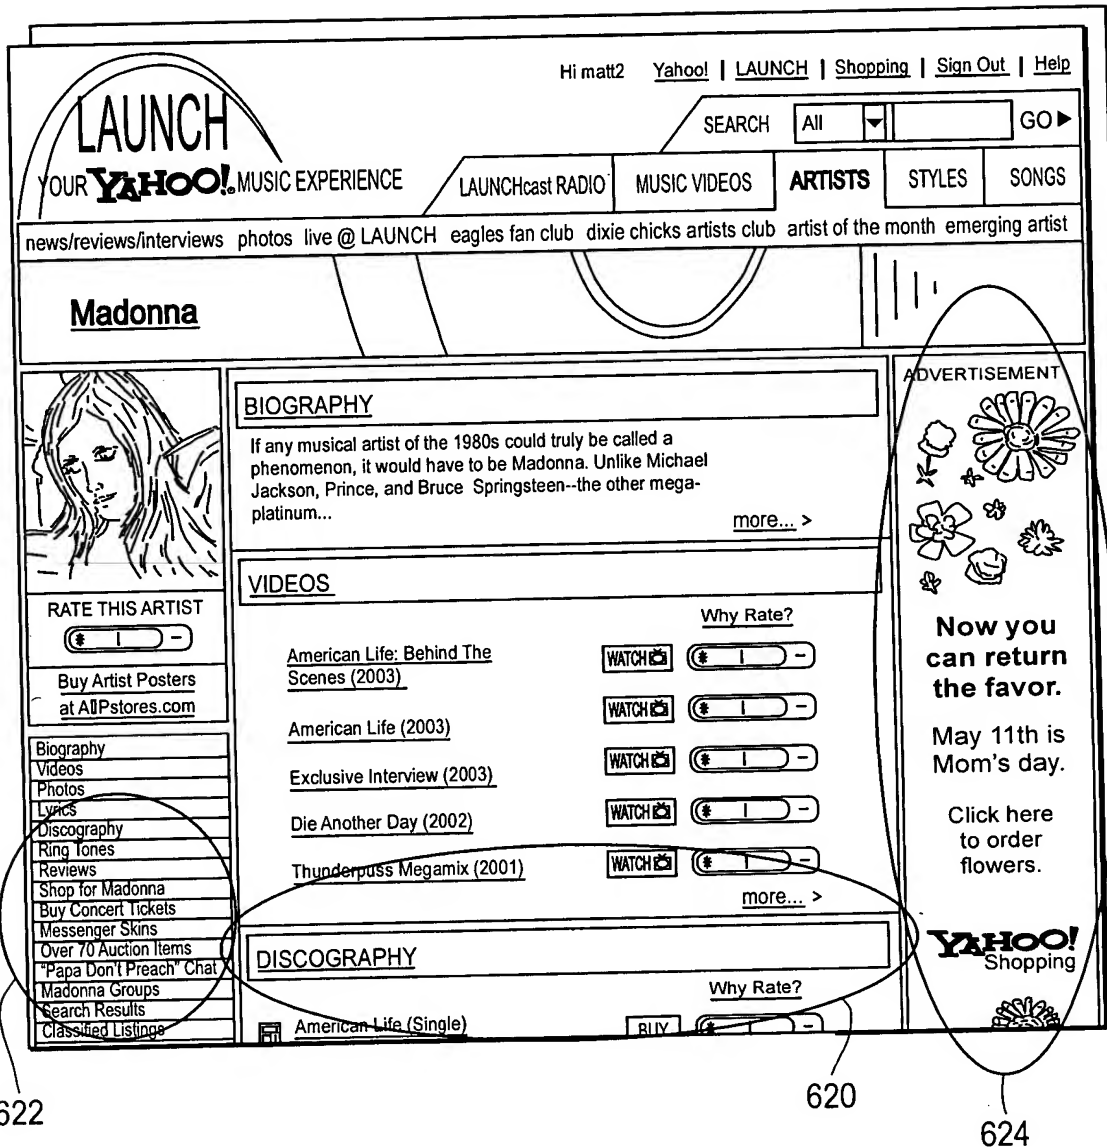 Hi matt2 Yahoo! | LAUNCH | Shopping | Sign Out | Help
LAUNCH
SEARCH All GO
YOUR YAHOO! MUSIC EXPERIENCE
LAUNCHcast RADIO MUSIC VIDEOS ARTISTS STYLES SONGS
news/reviews/interviews photos live @ LAUNCH eagles fan club dixie chicks artists club artist of the month emerging artist
Madonna
RATE THIS ARTIST
Buy Artist Posters
at AllPstores.com
Biography
Videos
Photos
Lyrics
Discography
Ring Tones
Reviews
Shop for Madonna
Buy Concert Tickets
Messenger Skins
Over 70 Auction Items
"Papa Don't Preach" Chat
Madonna Groups
Search Results
Classified Listings
BIOGRAPHY
If any musical artist of the 1980s could truly be called a
phenomenon, it would have to be Madonna. Unlike Michael
Jackson, Prince, and Bruce Springsteen--the other mega-
platinum...
more... >
VIDEOS
Why Rate?
American Life: Behind The
Scenes (2003)
WATCH
American Life (2003)
WATCH
Exclusive Interview (2003)
WATCH
Die Another Day (2002)
WATCH
Thunderpuss Megamix (2001)
WATCH
more... >
DISCOGRAPHY
Why Rate?
American Life (Single)
BUY
ADVERTISEMENT
Now you
can return
the favor.
May 11th is
Mom's day.
Click here
to order
flowers.
YAHOO!
Shopping
622
620
624